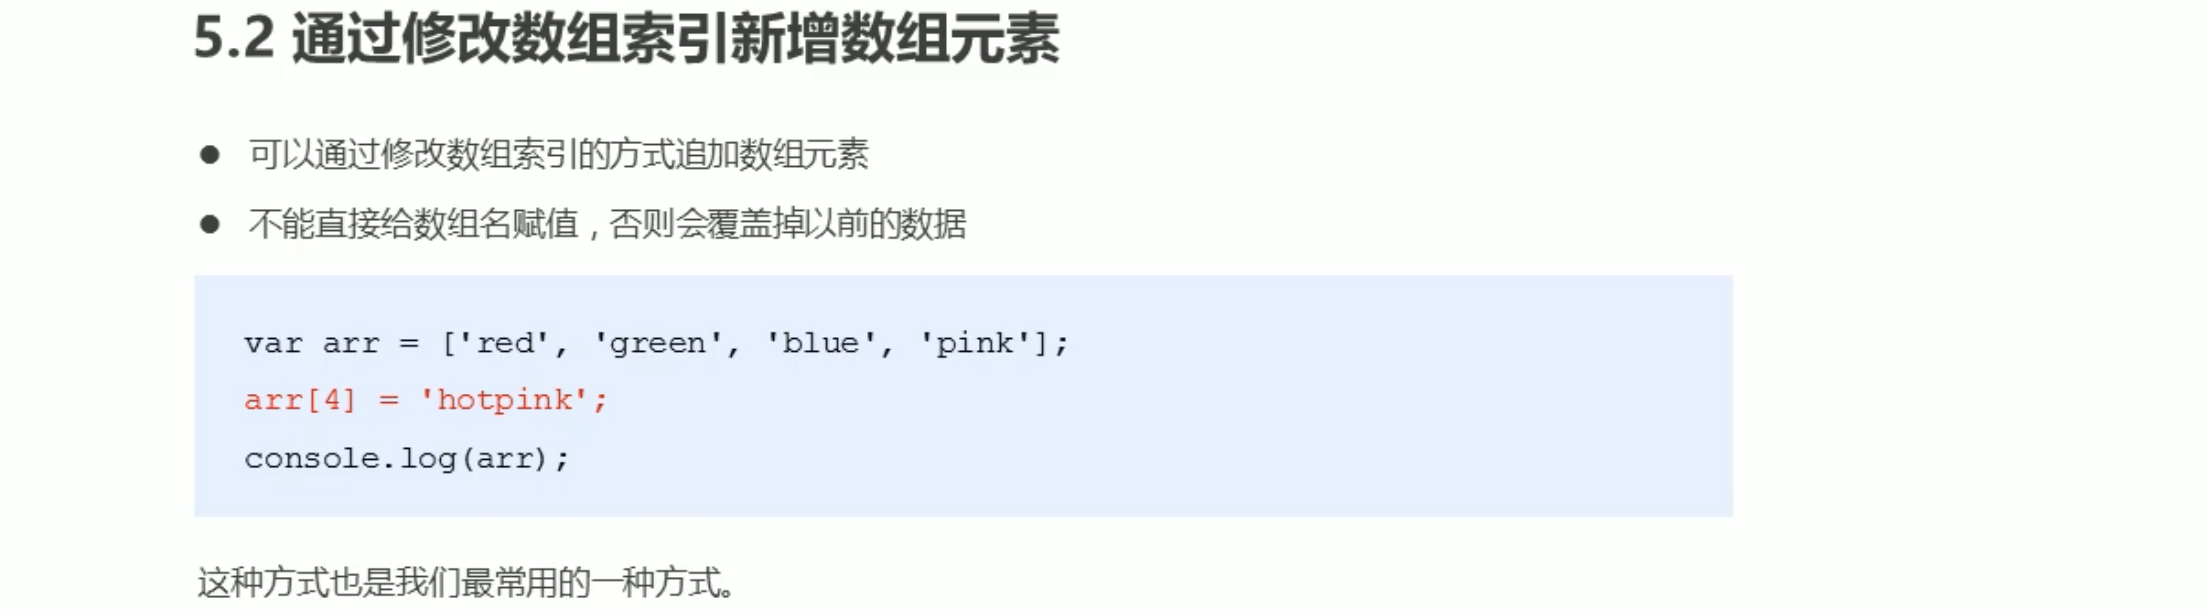 5.2 通过修改数组索引新增数组元素
● 可以通过修改数组索引的方式追加数组元素
● 不能直接给数组名赋值，否则会覆盖掉以前的数据
var arr = ['red', 'green', 'blue', 'pink'];
arr[4] = 'hotpink';
console.log(arr);
这种方式也是我们最常用的一种方式。